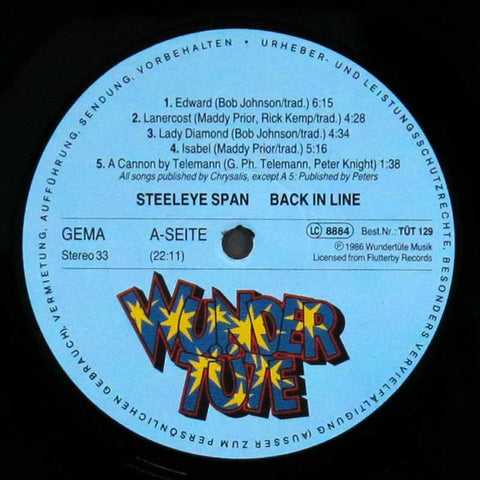 URHEBER- UND LEISTUNGSSCHUTZRECHTE, BESONDERS VERVIELFÄLTIGUNG (AUSSER ZUM PERSÖNLICHEN GEBRAUCH), VERMIETUNG, AUFFÜHRUNG, SENDUNG, VORBEHALTEN •
1. Edward (Bob Johnson/trad.) 6:15
2. Lanercost (Maddy Prior, Rick Kemp/trad.) 4:28
3. Lady Diamond (Bob Johnson/trad.) 4:34
4. Isabel (Maddy Prior/trad.) 5:16
5. A Cannon by Telemann (G. Ph. Telemann, Peter Knight) 1:38
All songs published by Chrysalis, except A 5: Published by Peters
STEELEYE SPAN BACK IN LINE
GEMA A-SEITE LC 8884 Best.Nr.: TÜT 129
Stereo 33 (22:11) ℗ 1986 Wundertüte Musik
Licensed from Flutterby Records
WUNDER
TÜTE